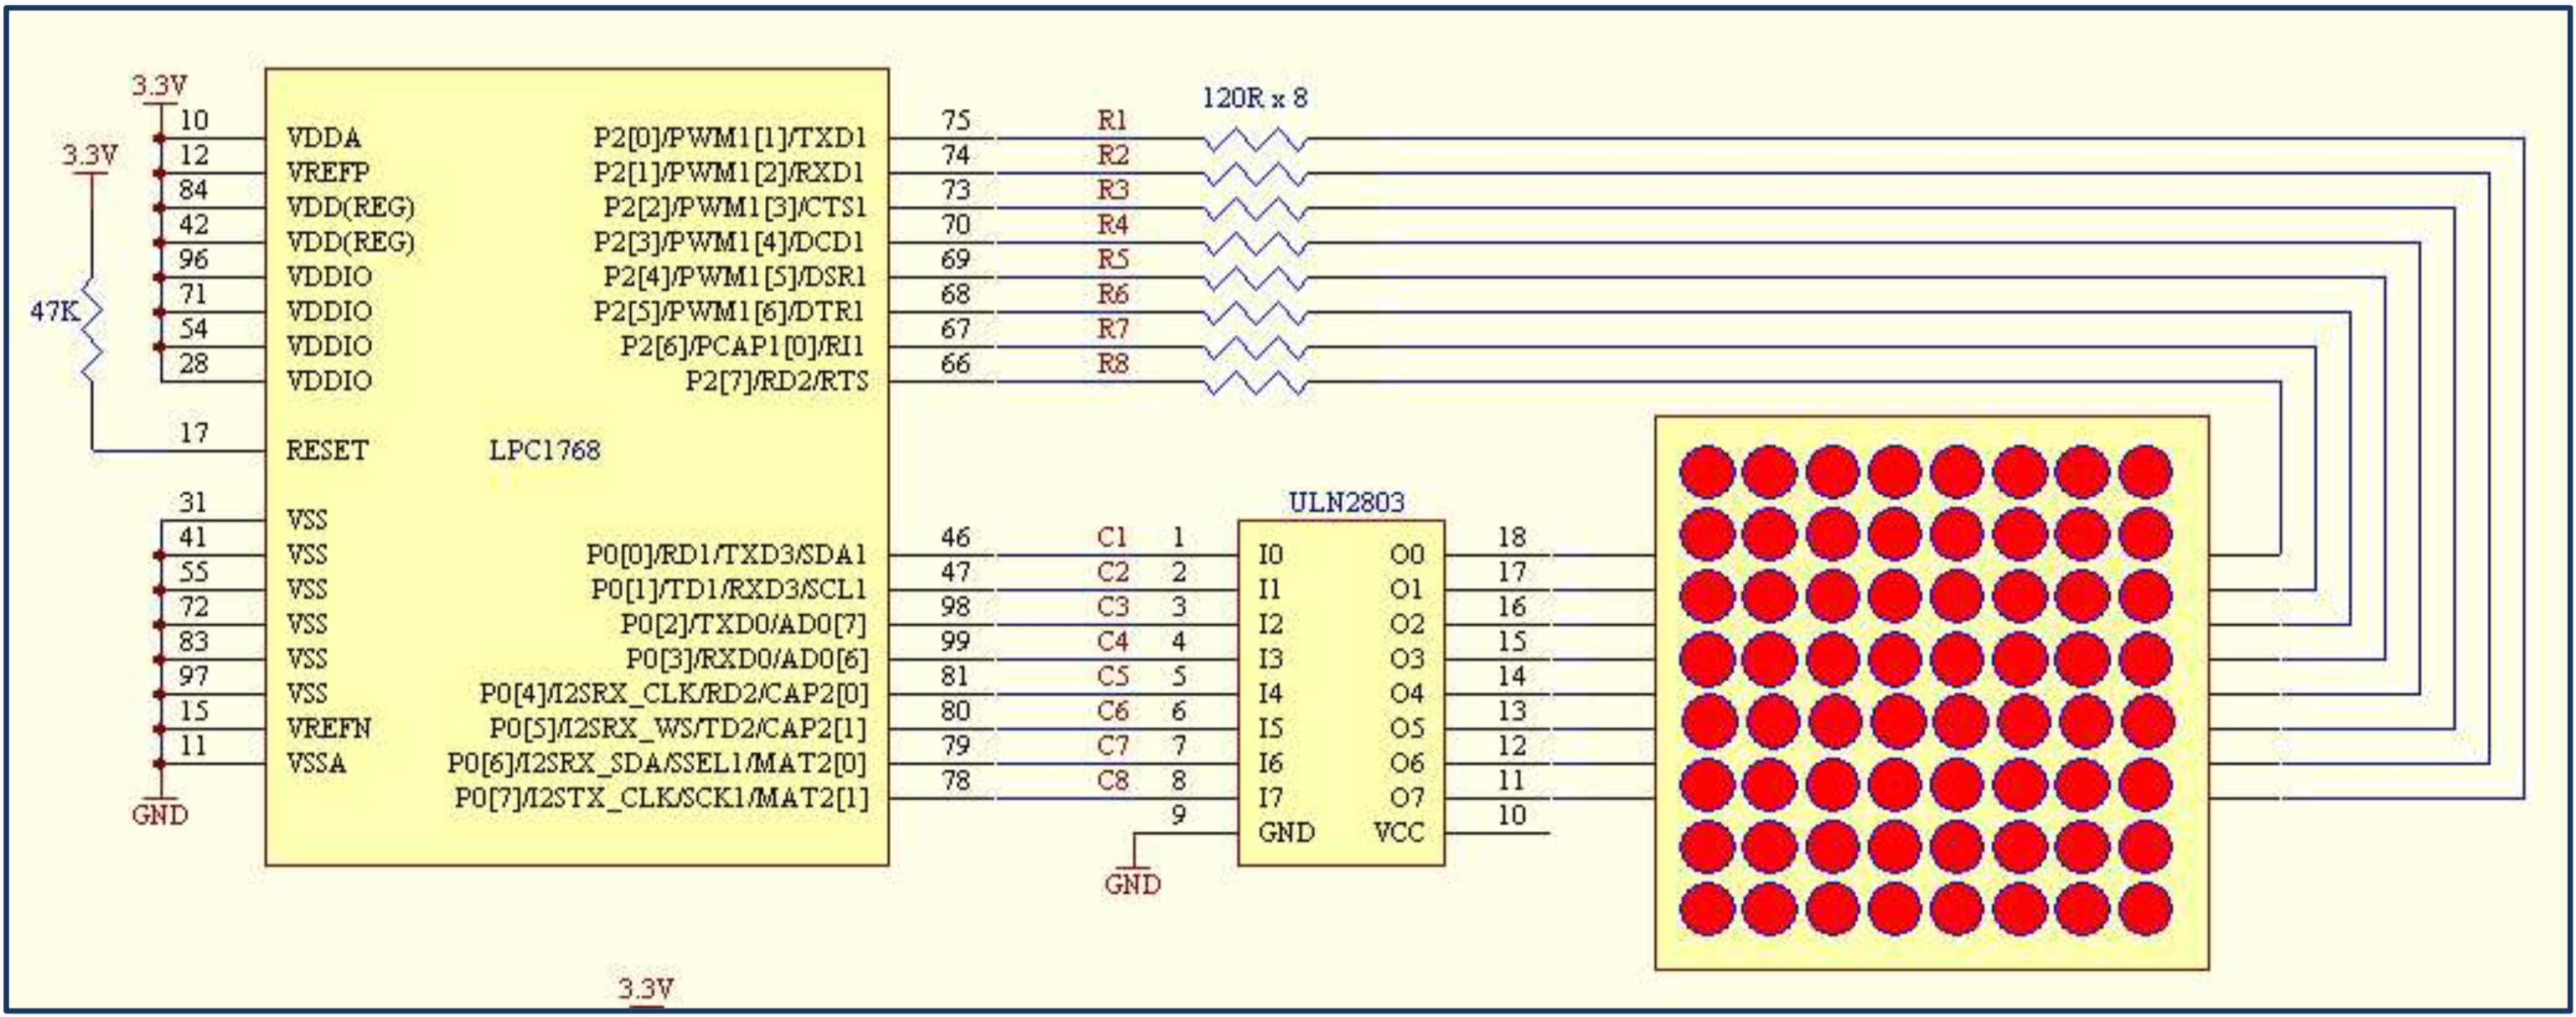 3.3V
3.3V
47K
10 VDDA
12 VREFP
84 VDD(REG)
42 VDD(REG)
96 VDDIO
71 VDDIO
54 VDDIO
28 VDDIO
17 RESET
31 VSS
41 VSS
55 VSS
72 VSS
83 VSS
97 VSS
15 VREFN
11 VSSA
GND
LPC1768
120R x 8
P2[0]/PWM1[1]/TXD1 75 R1
P2[1]/PWM1[2]/RXD1 74 R2
P2[2]/PWM1[3]/CTS1 73 R3
P2[3]/PWM1[4]/DCD1 70 R4
P2[4]/PWM1[5]/DSR1 69 R5
P2[5]/PWM1[6]/DTR1 68 R6
P2[6]/PCAP1[0]/RI1 67 R7
P2[7]/RD2/RTS 66 R8
P0[0]/RD1/TXD3/SDA1 46 C1
P0[1]/TD1/RXD3/SCL1 47 C2
P0[2]/TXD0/AD0[7] 98 C3
P0[3]/RXD0/AD0[6] 99 C4
P0[4]/I2SRX_CLK/RD2/CAP2[0] 81 C5
P0[5]/I2SRX_WS/TD2/CAP2[1] 80 C6
P0[6]/I2SRX_SDA/SSEL1/MAT2[0] 79 C7
P0[7]/I2STX_CLK/SCK1/MAT2[1] 78 C8
ULN2803
1 I0 O0 18
2 I1 O1 17
3 I2 O2 16
4 I3 O3 15
5 I4 O4 14
6 I5 O5 13
7 I6 O6 12
8 I7 O7 11
9 GND VCC 10
GND
3.3V